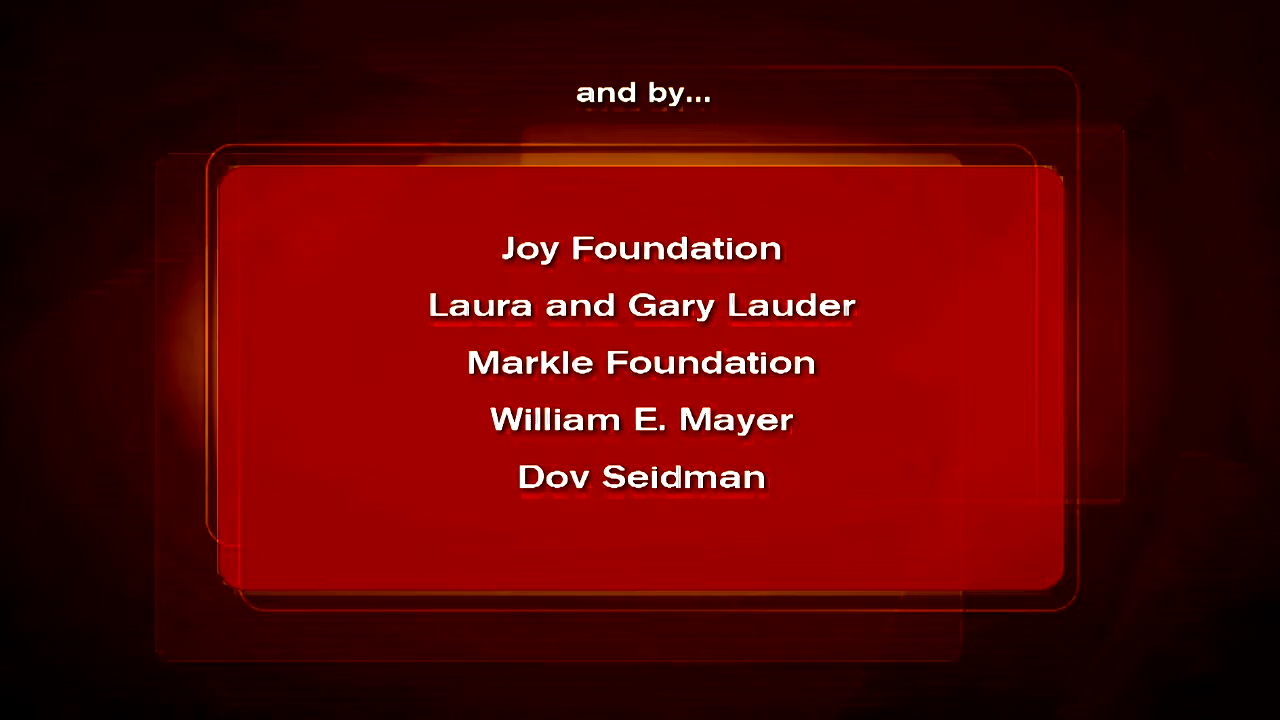 and by...
Joy Foundation
Laura and Gary Lauder
Markle Foundation
William E. Mayer
Dov Seidman